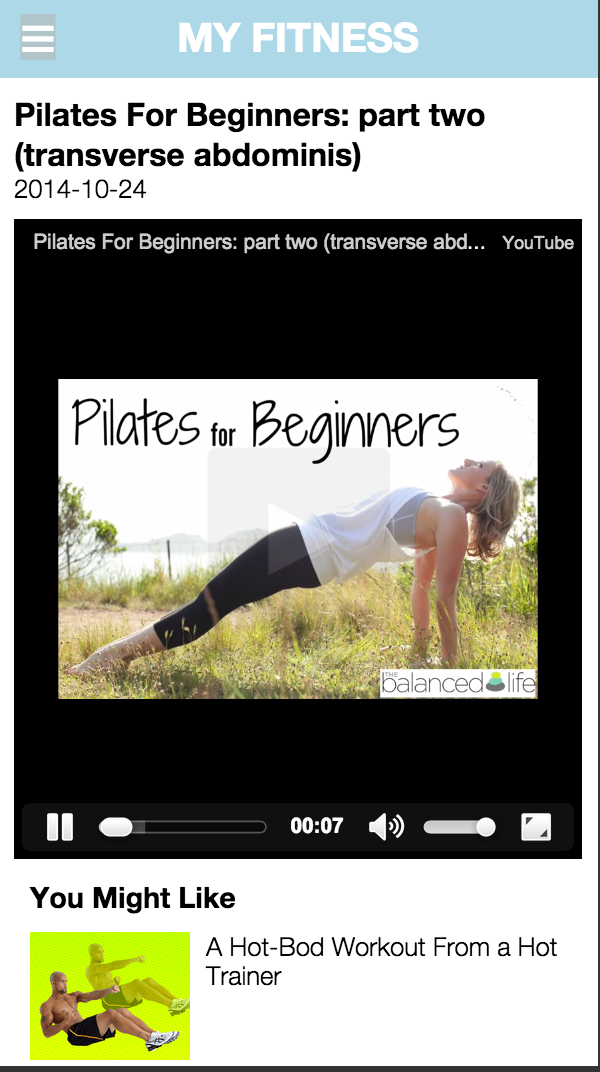 MY FITNESS
Pilates For Beginners: part two
(transverse abdominis)
2014-10-24
Pilates For Beginners: part two (transverse abd... YouTube
Pilates for Beginners
THE
balanced life
00:07
You Might Like
A Hot-Bod Workout From a Hot
Trainer